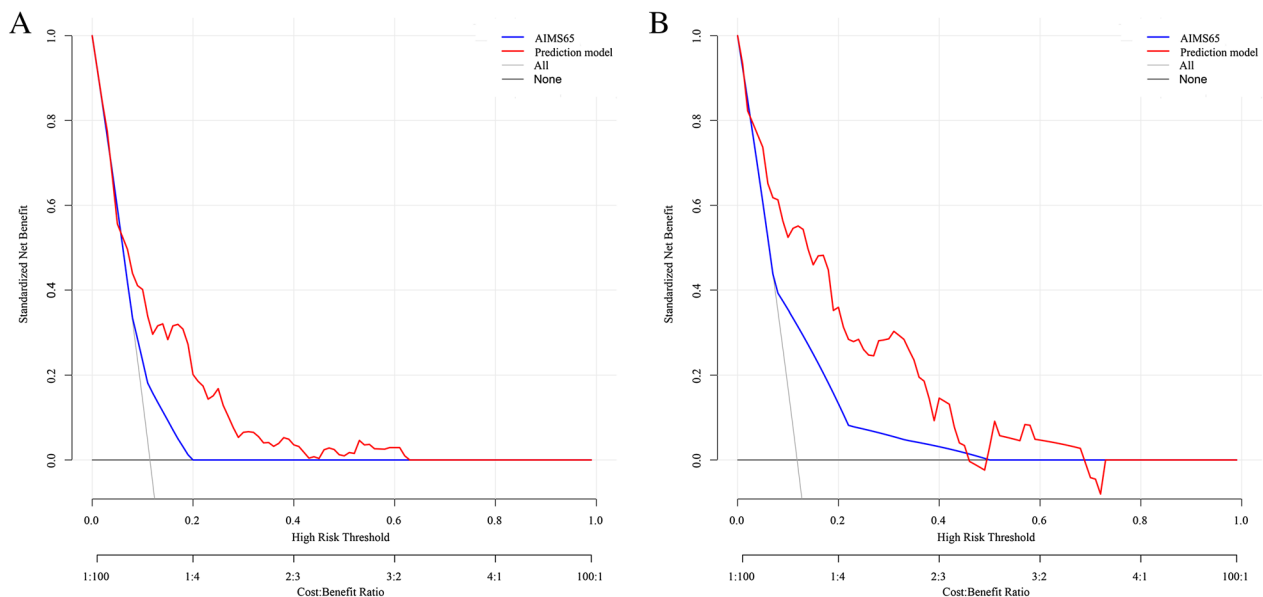 A
AIMS65
Prediction model
All
None
Standardized Net Benefit
1.0
0.8
0.6
0.4
0.2
0.0
0.0 0.2 0.4 0.6 0.8 1.0
High Risk Threshold
1:100 1:4 2:3 3:2 4:1 100:1
Cost:Benefit Ratio
B
AIMS65
Prediction model
All
None
Standardized Net Benefit
1.0
0.8
0.6
0.4
0.2
0.0
0.0 0.2 0.4 0.6 0.8 1.0
High Risk Threshold
1:100 1:4 2:3 3:2 4:1 100:1
Cost:Benefit Ratio